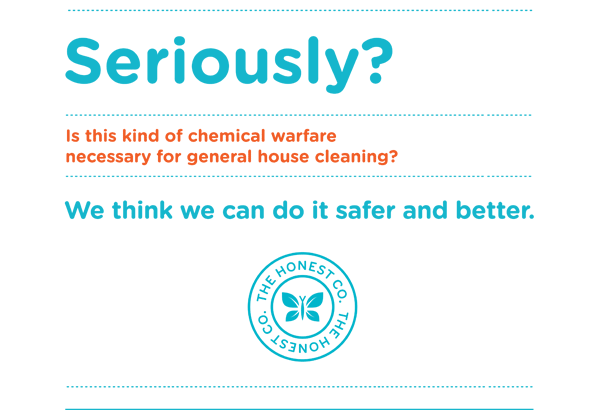 Seriously?
Is this kind of chemical warfare
necessary for general house cleaning?
We think we can do it safer and better.
THE HONEST CO. THE HONEST CO.